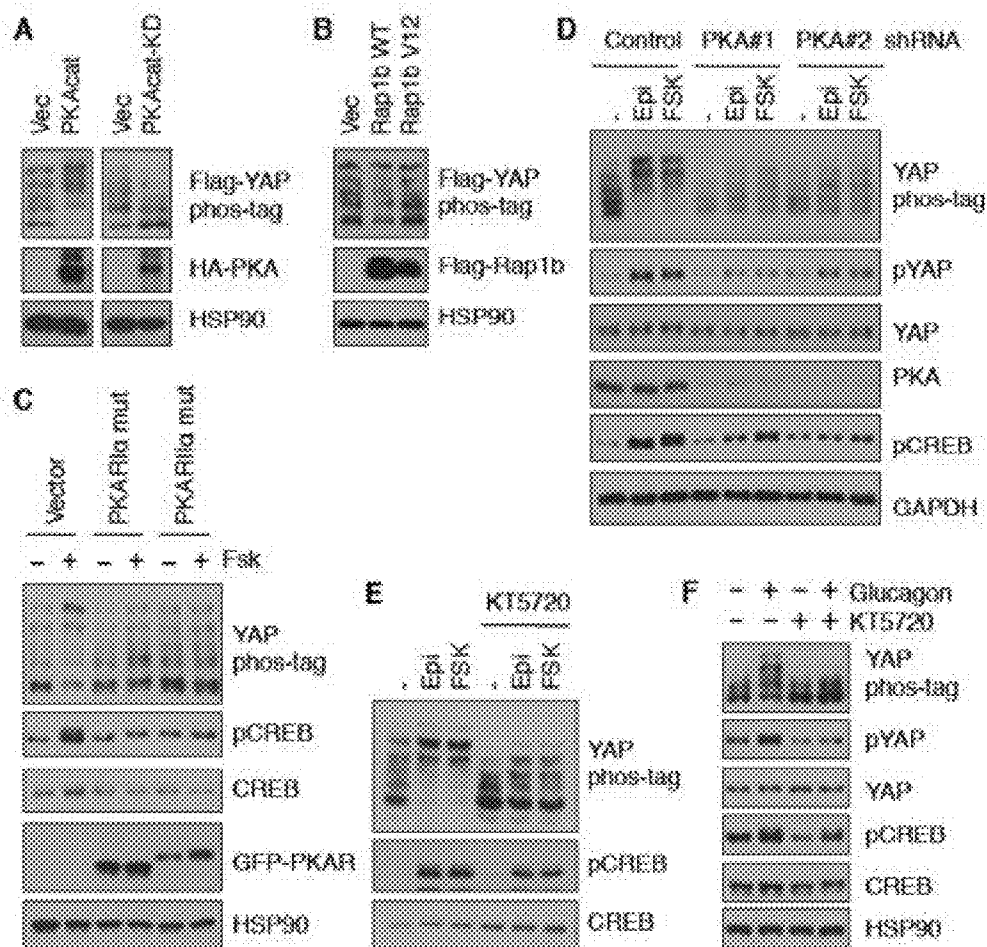 A
Vec
PKAcat
Vec
PKAcat-KD
Flag-YAP
phos-tag
HA-PKA
HSP90
B
Vec
Rap1b WT
Rap1b V12
Flag-YAP
phos-tag
Flag-Rap1b
HSP90
C
Vector
PKARIα mut
PKARIIα mut
- + - + - + Fsk
YAP
phos-tag
pCREB
CREB
GFP-PKAR
HSP90
D
Control PKA#1 PKA#2 shRNA
- Epi FSK - Epi FSK - Epi FSK
YAP
phos-tag
pYAP
YAP
PKA
pCREB
GAPDH
E
KT5720
- Epi FSK - Epi FSK
YAP
phos-tag
pCREB
CREB
F
- + - + Glucagon
- - + + KT5720
YAP
phos-tag
pYAP
YAP
pCREB
CREB
HSP90